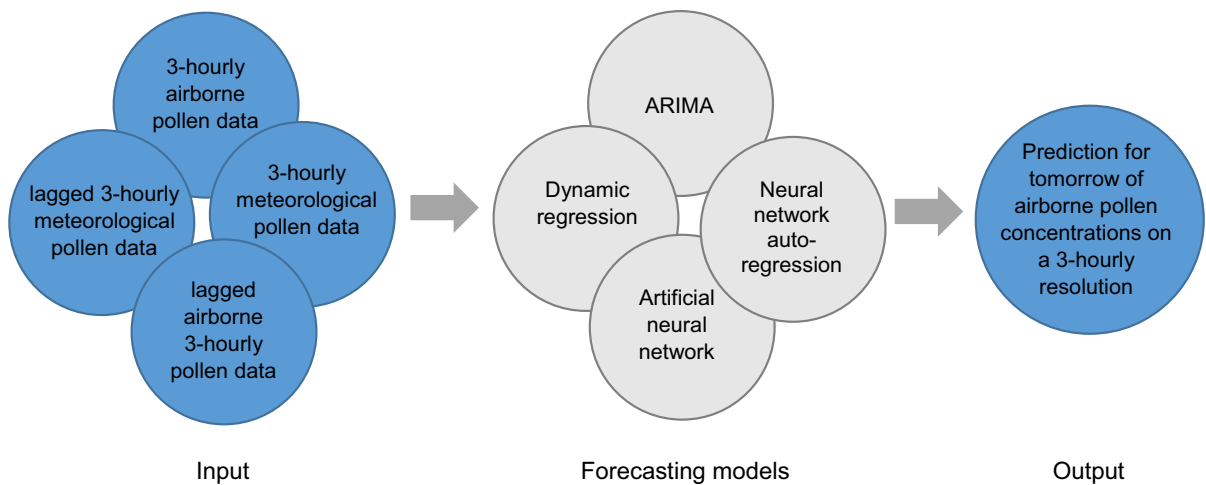 3-hourly
airborne
pollen data
lagged 3-hourly
meteorological
pollen data
3-hourly
meteorological
pollen data
lagged
airborne
3-hourly
pollen data
Input
ARIMA
Dynamic
regression
Neural
network
auto-
regression
Artificial
neural
network
Forecasting models
Prediction for
tomorrow of
airborne pollen
concentrations on
a 3-hourly
resolution
Output